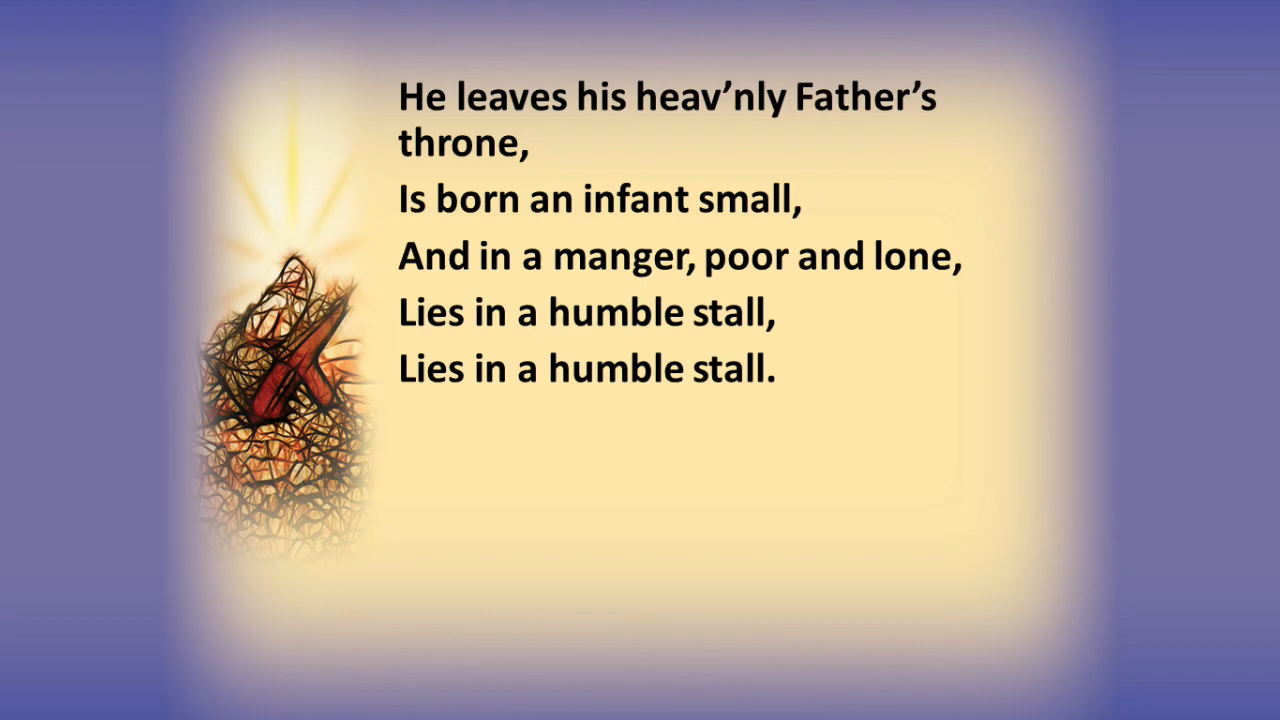 He leaves his heav’nly Father’s
throne,
Is born an infant small,
And in a manger, poor and lone,
Lies in a humble stall,
Lies in a humble stall.